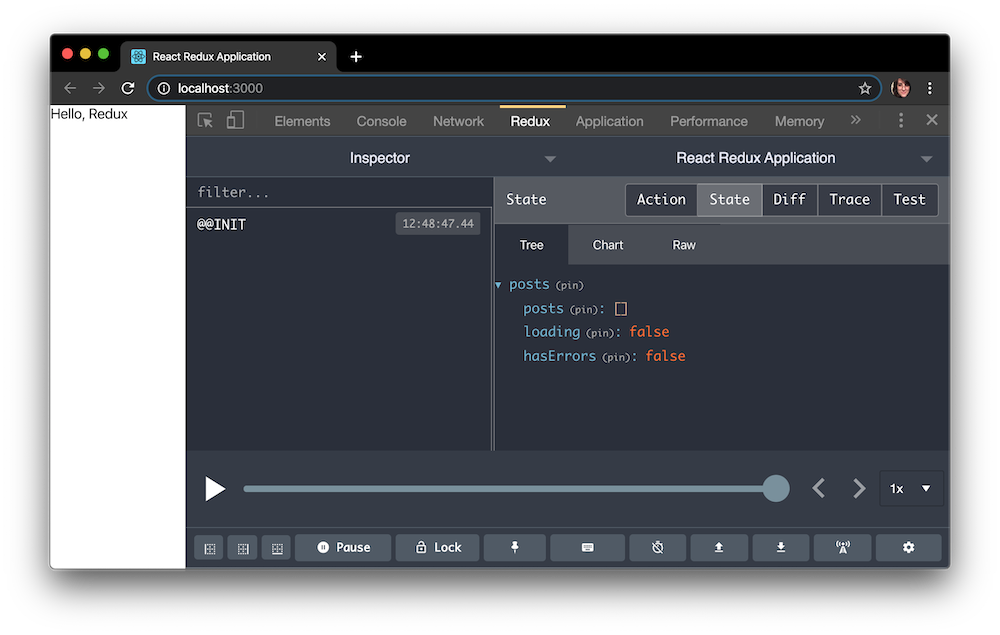 React Redux Application
localhost:3000
Hello, Redux
Elements Console Network Redux Application Performance Memory
Inspector React Redux Application
filter...
State Action State Diff Trace Test
@@INIT 12:48:47.44
Tree Chart Raw
posts (pin)
posts (pin): []
loading (pin): false
hasErrors (pin): false
1x
Pause Lock